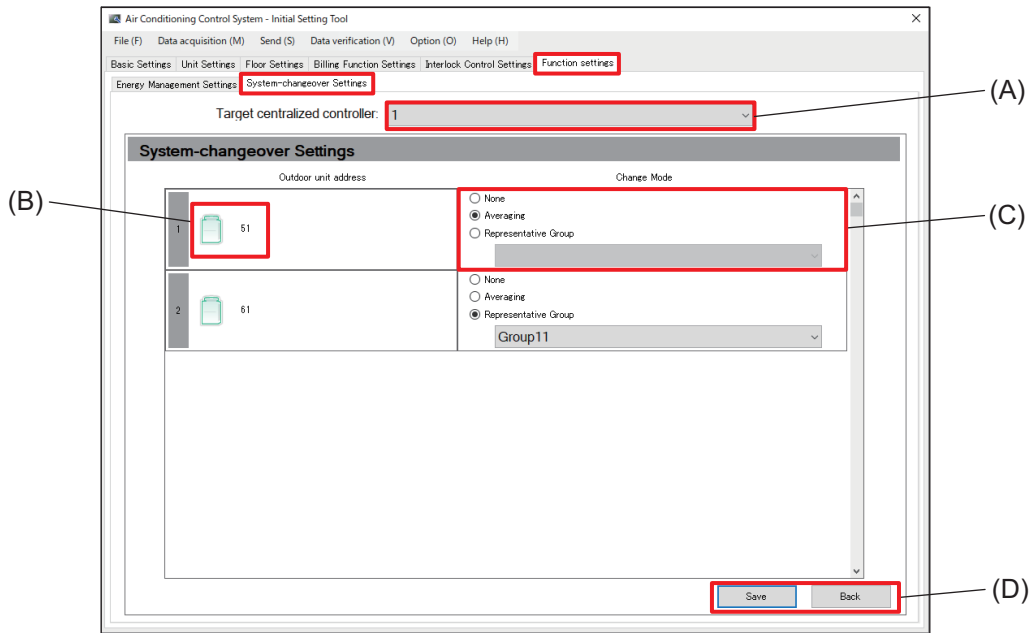 Air Conditioning Control System - Initial Setting Tool
File (F) Data acquisition (M) Send (S) Data verification (V) Option (O) Help (H)
Basic Settings Unit Settings Floor Settings Billing Function Settings Interlock Control Settings Function settings
Energy Management Settings System-changeover Settings
Target centralized controller: 1
(A)
System-changeover Settings
Outdoor unit address Change Mode
(B)
1 51
None
Averaging
Representative Group
(C)
2 61
None
Averaging
Representative Group
Group11
Save Back
(D)